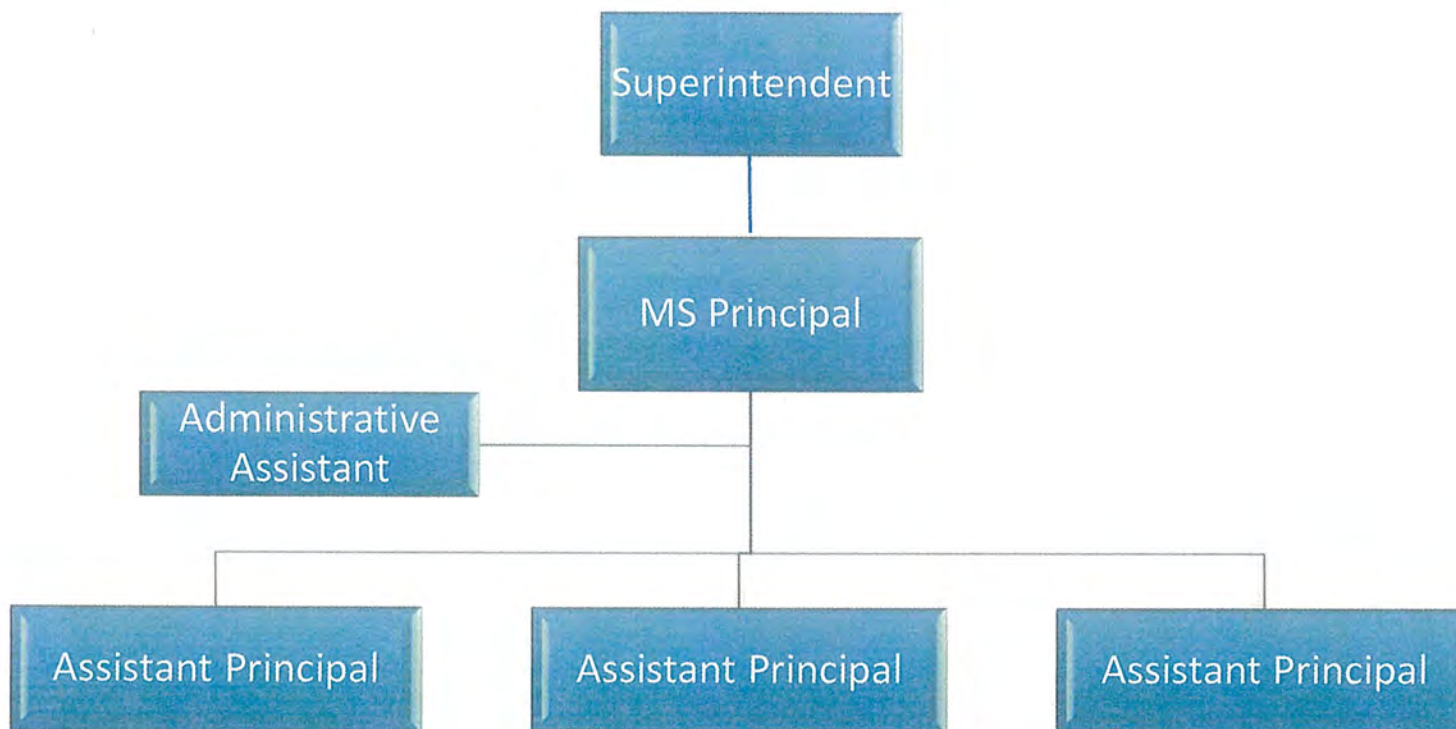 Superintendent
MS Principal
Administrative
Assistant
Assistant Principal
Assistant Principal
Assistant Principal